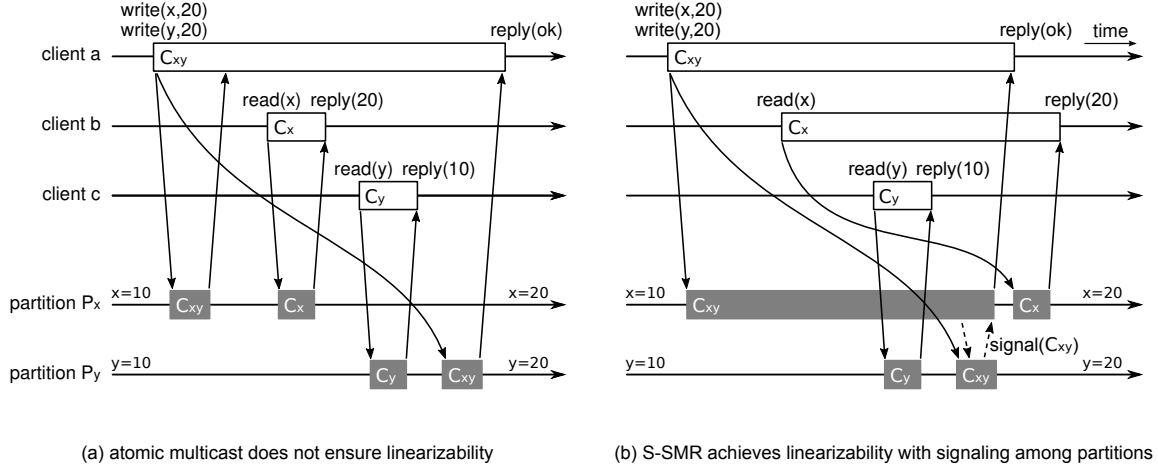 write(x,20)
write(y,20)
reply(ok)
client a
Cxy
read(x) reply(20)
client b
Cx
read(y) reply(10)
client c
Cy
x=10
x=20
partition Px
Cxy
Cx
y=10
y=20
partition Py
Cy
Cxy
(a) atomic multicast does not ensure linearizability
write(x,20)
write(y,20)
reply(ok)
time
Cxy
read(x)
reply(20)
Cx
read(y) reply(10)
Cy
x=10
x=20
Cxy
Cx
signal(Cxy)
y=10
y=20
Cy
Cxy
(b) S-SMR achieves linearizability with signaling among partitions